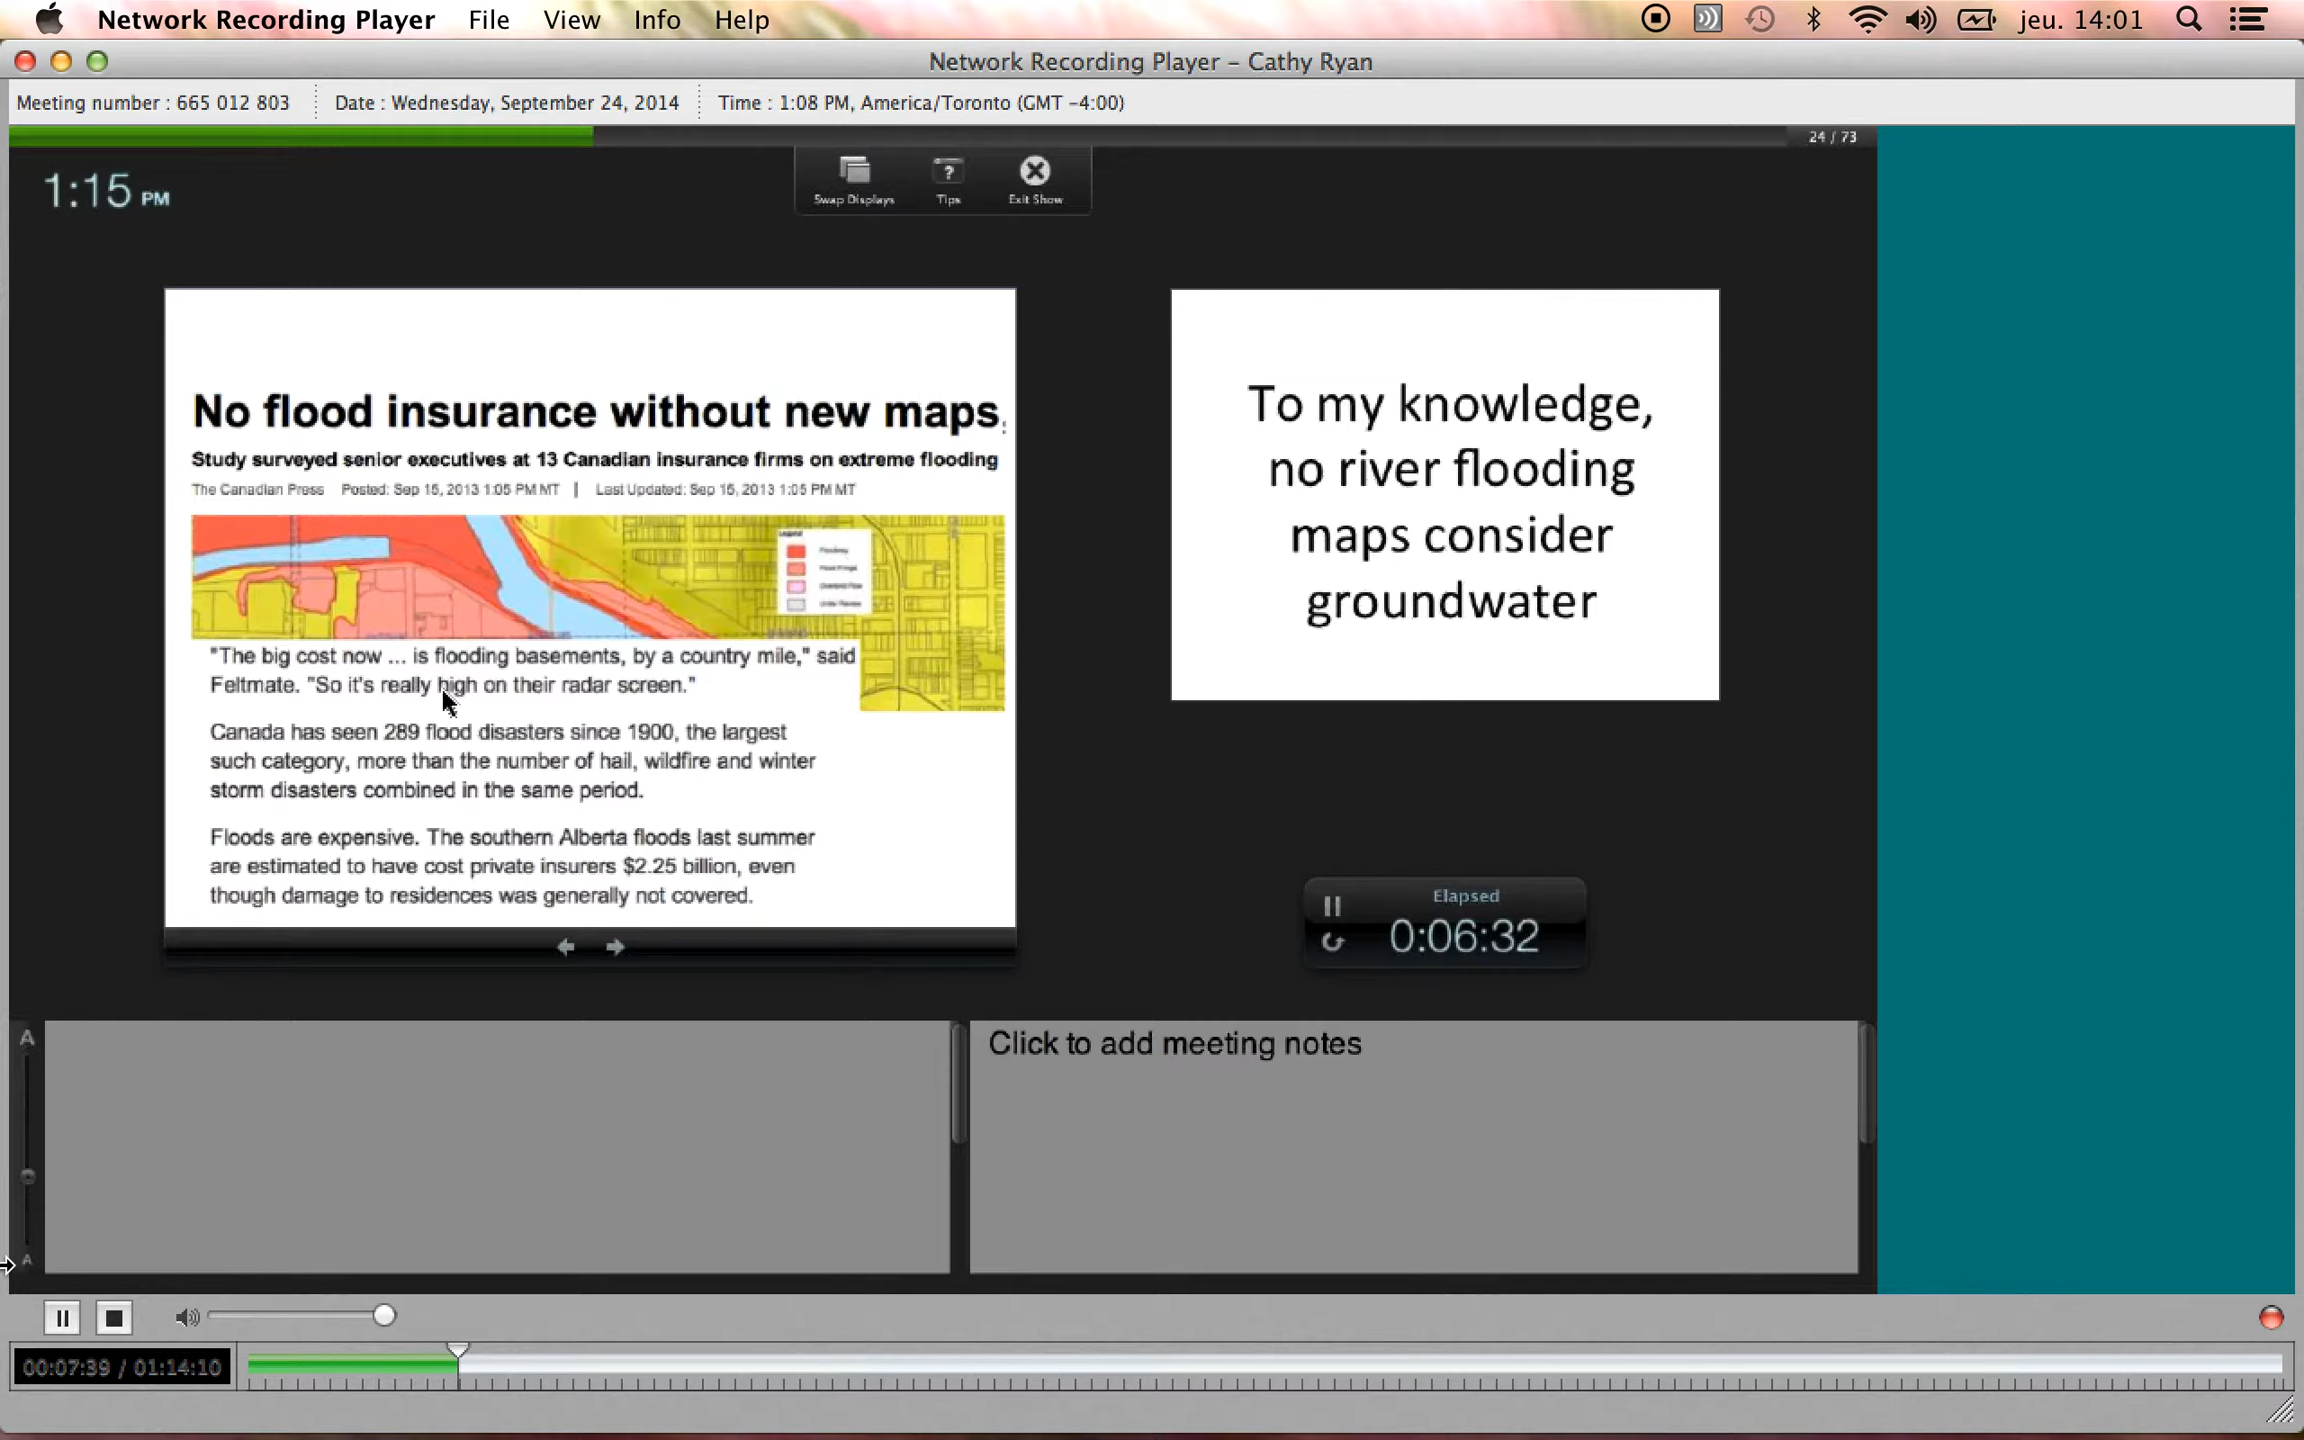 Network Recording Player File View Info Help jeu. 14:01
Network Recording Player – Cathy Ryan
Meeting number : 665 012 803 Date : Wednesday, September 24, 2014 Time : 1:08 PM, America/Toronto (GMT -4:00)
24 / 73
1:15 PM
Swap Displays Tips Exit Show
No flood insurance without new maps
Study surveyed senior executives at 13 Canadian insurance firms on extreme flooding
The Canadian Press Posted: Sep 15, 2013 1:05 PM MT | Last Updated: Sep 15, 2013 1:05 PM MT
Legend
Floodway
Flood Fringe
Overland Flow
Under Review
"The big cost now ... is flooding basements, by a country mile," said
Feltmate. "So it's really high on their radar screen."
Canada has seen 289 flood disasters since 1900, the largest
such category, more than the number of hail, wildfire and winter
storm disasters combined in the same period.
Floods are expensive. The southern Alberta floods last summer
are estimated to have cost private insurers $2.25 billion, even
though damage to residences was generally not covered.
To my knowledge,
no river flooding
maps consider
groundwater
Elapsed
0:06:32
A
A
Click to add meeting notes
00:07:39 / 01:14:10